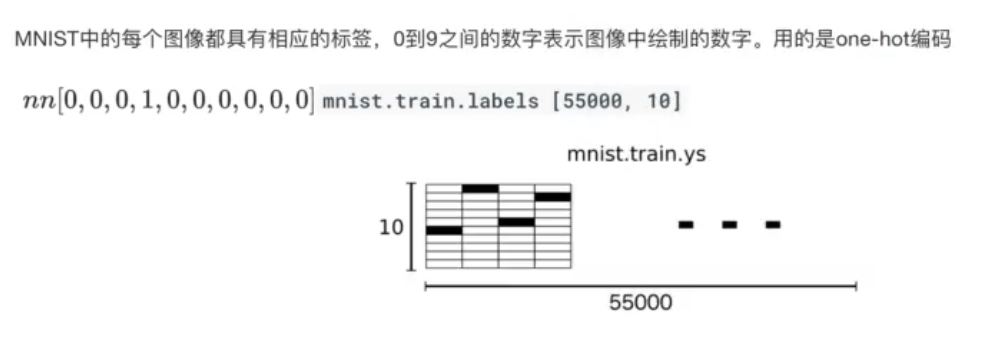 MNIST中的每个图像都具有相应的标签，0到9之间的数字表示图像中绘制的数字。用的是one-hot编码
nn[0,0,0,1,0,0,0,0,0,0] mnist.train.labels [55000, 10]
mnist.train.ys
10
55000